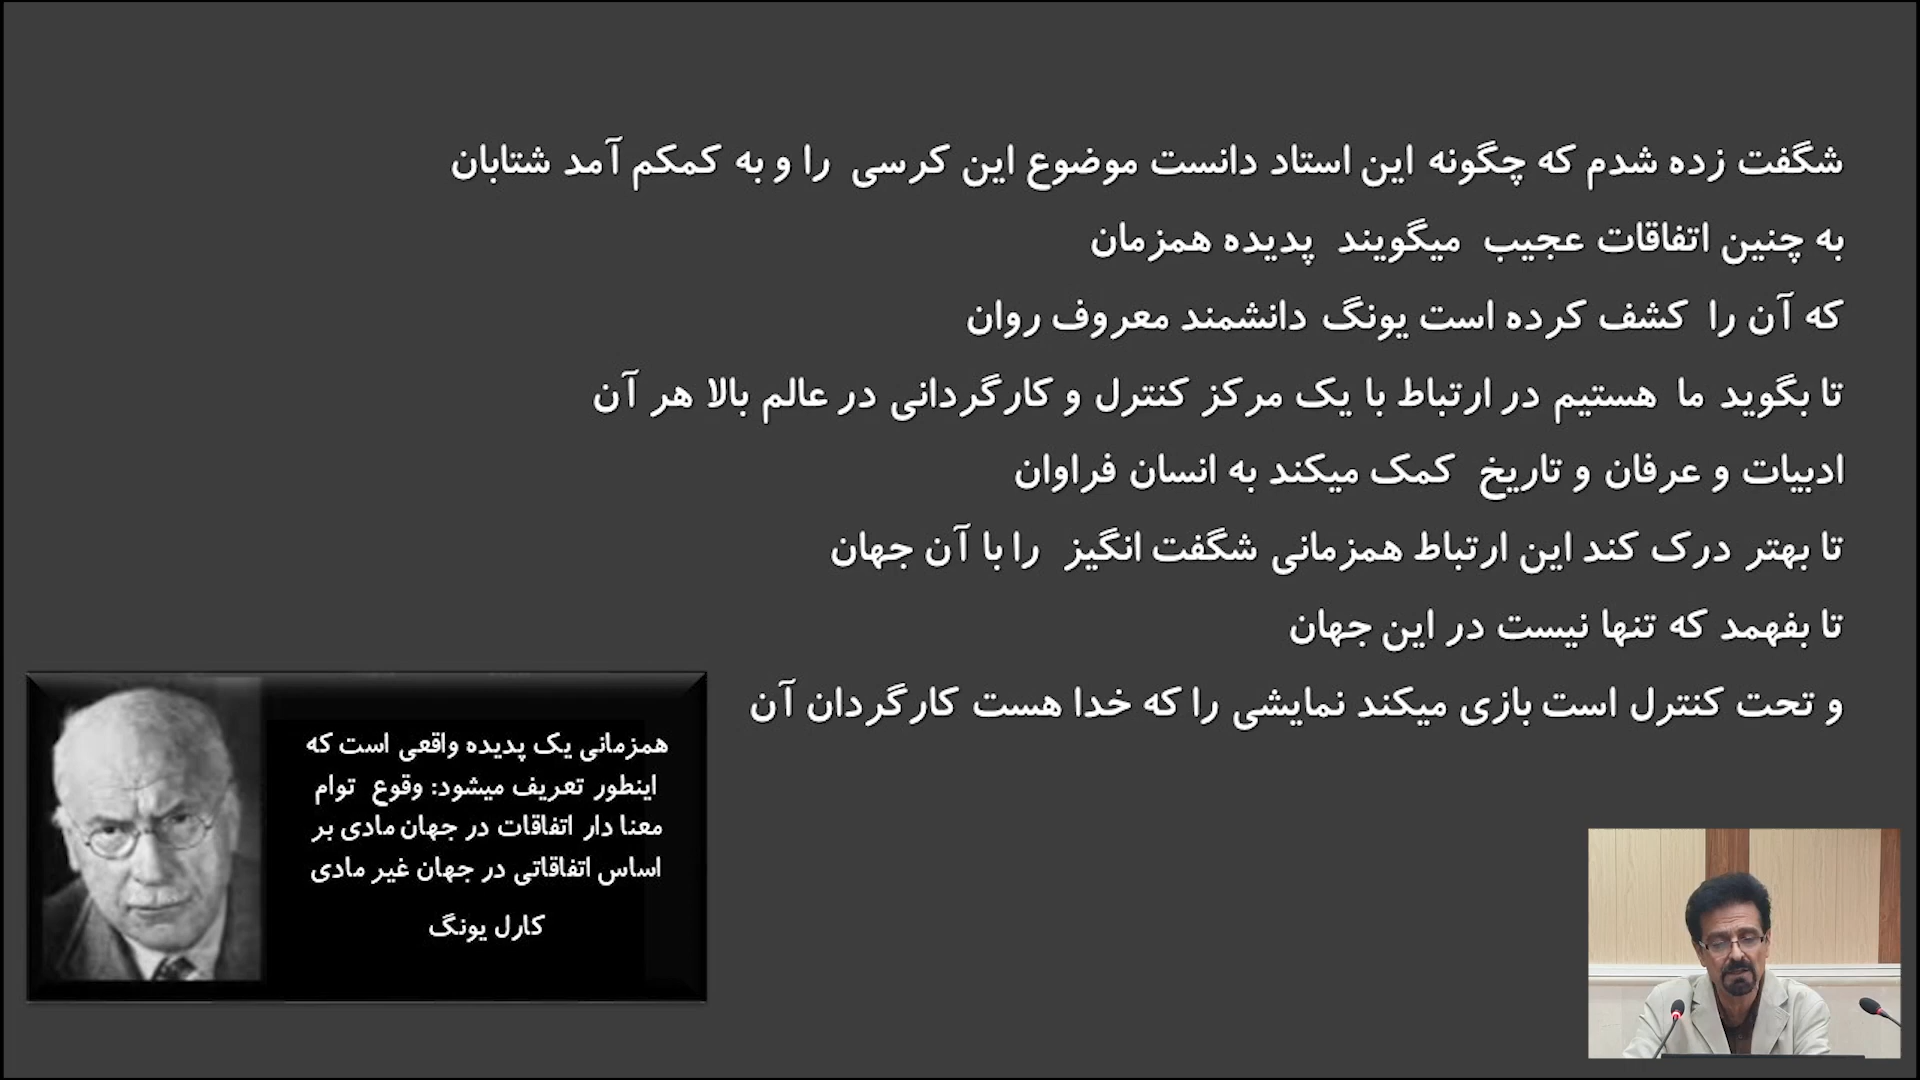 شگفت زده شدم که چگونه این استاد دانست موضوع این کرسی را و به کمکم آمد شتابان
به چنین اتفاقات عجیب میگویند پدیده همزمان
که آن را کشف کرده است یونگ دانشمند معروف روان
تا بگوید ما هستیم در ارتباط با یک مرکز کنترل و کارگردانی در عالم بالا هر آن
ادبیات و عرفان و تاریخ کمک میکند به انسان فراوان
تا بهتر درک کند این ارتباط همزمانی شگفت انگیز را با آن جهان
تا بفهمد که تنها نیست در این جهان
و تحت کنترل است بازی میکند نمایشی را که خدا هست کارگردان آن
همزمانی یک پدیده واقعی است که
اینطور تعریف میشود: وقوع توام
معنا دار اتفاقات در جهان مادی بر
اساس اتفاقاتی در جهان غیر مادی
کارل یونگ